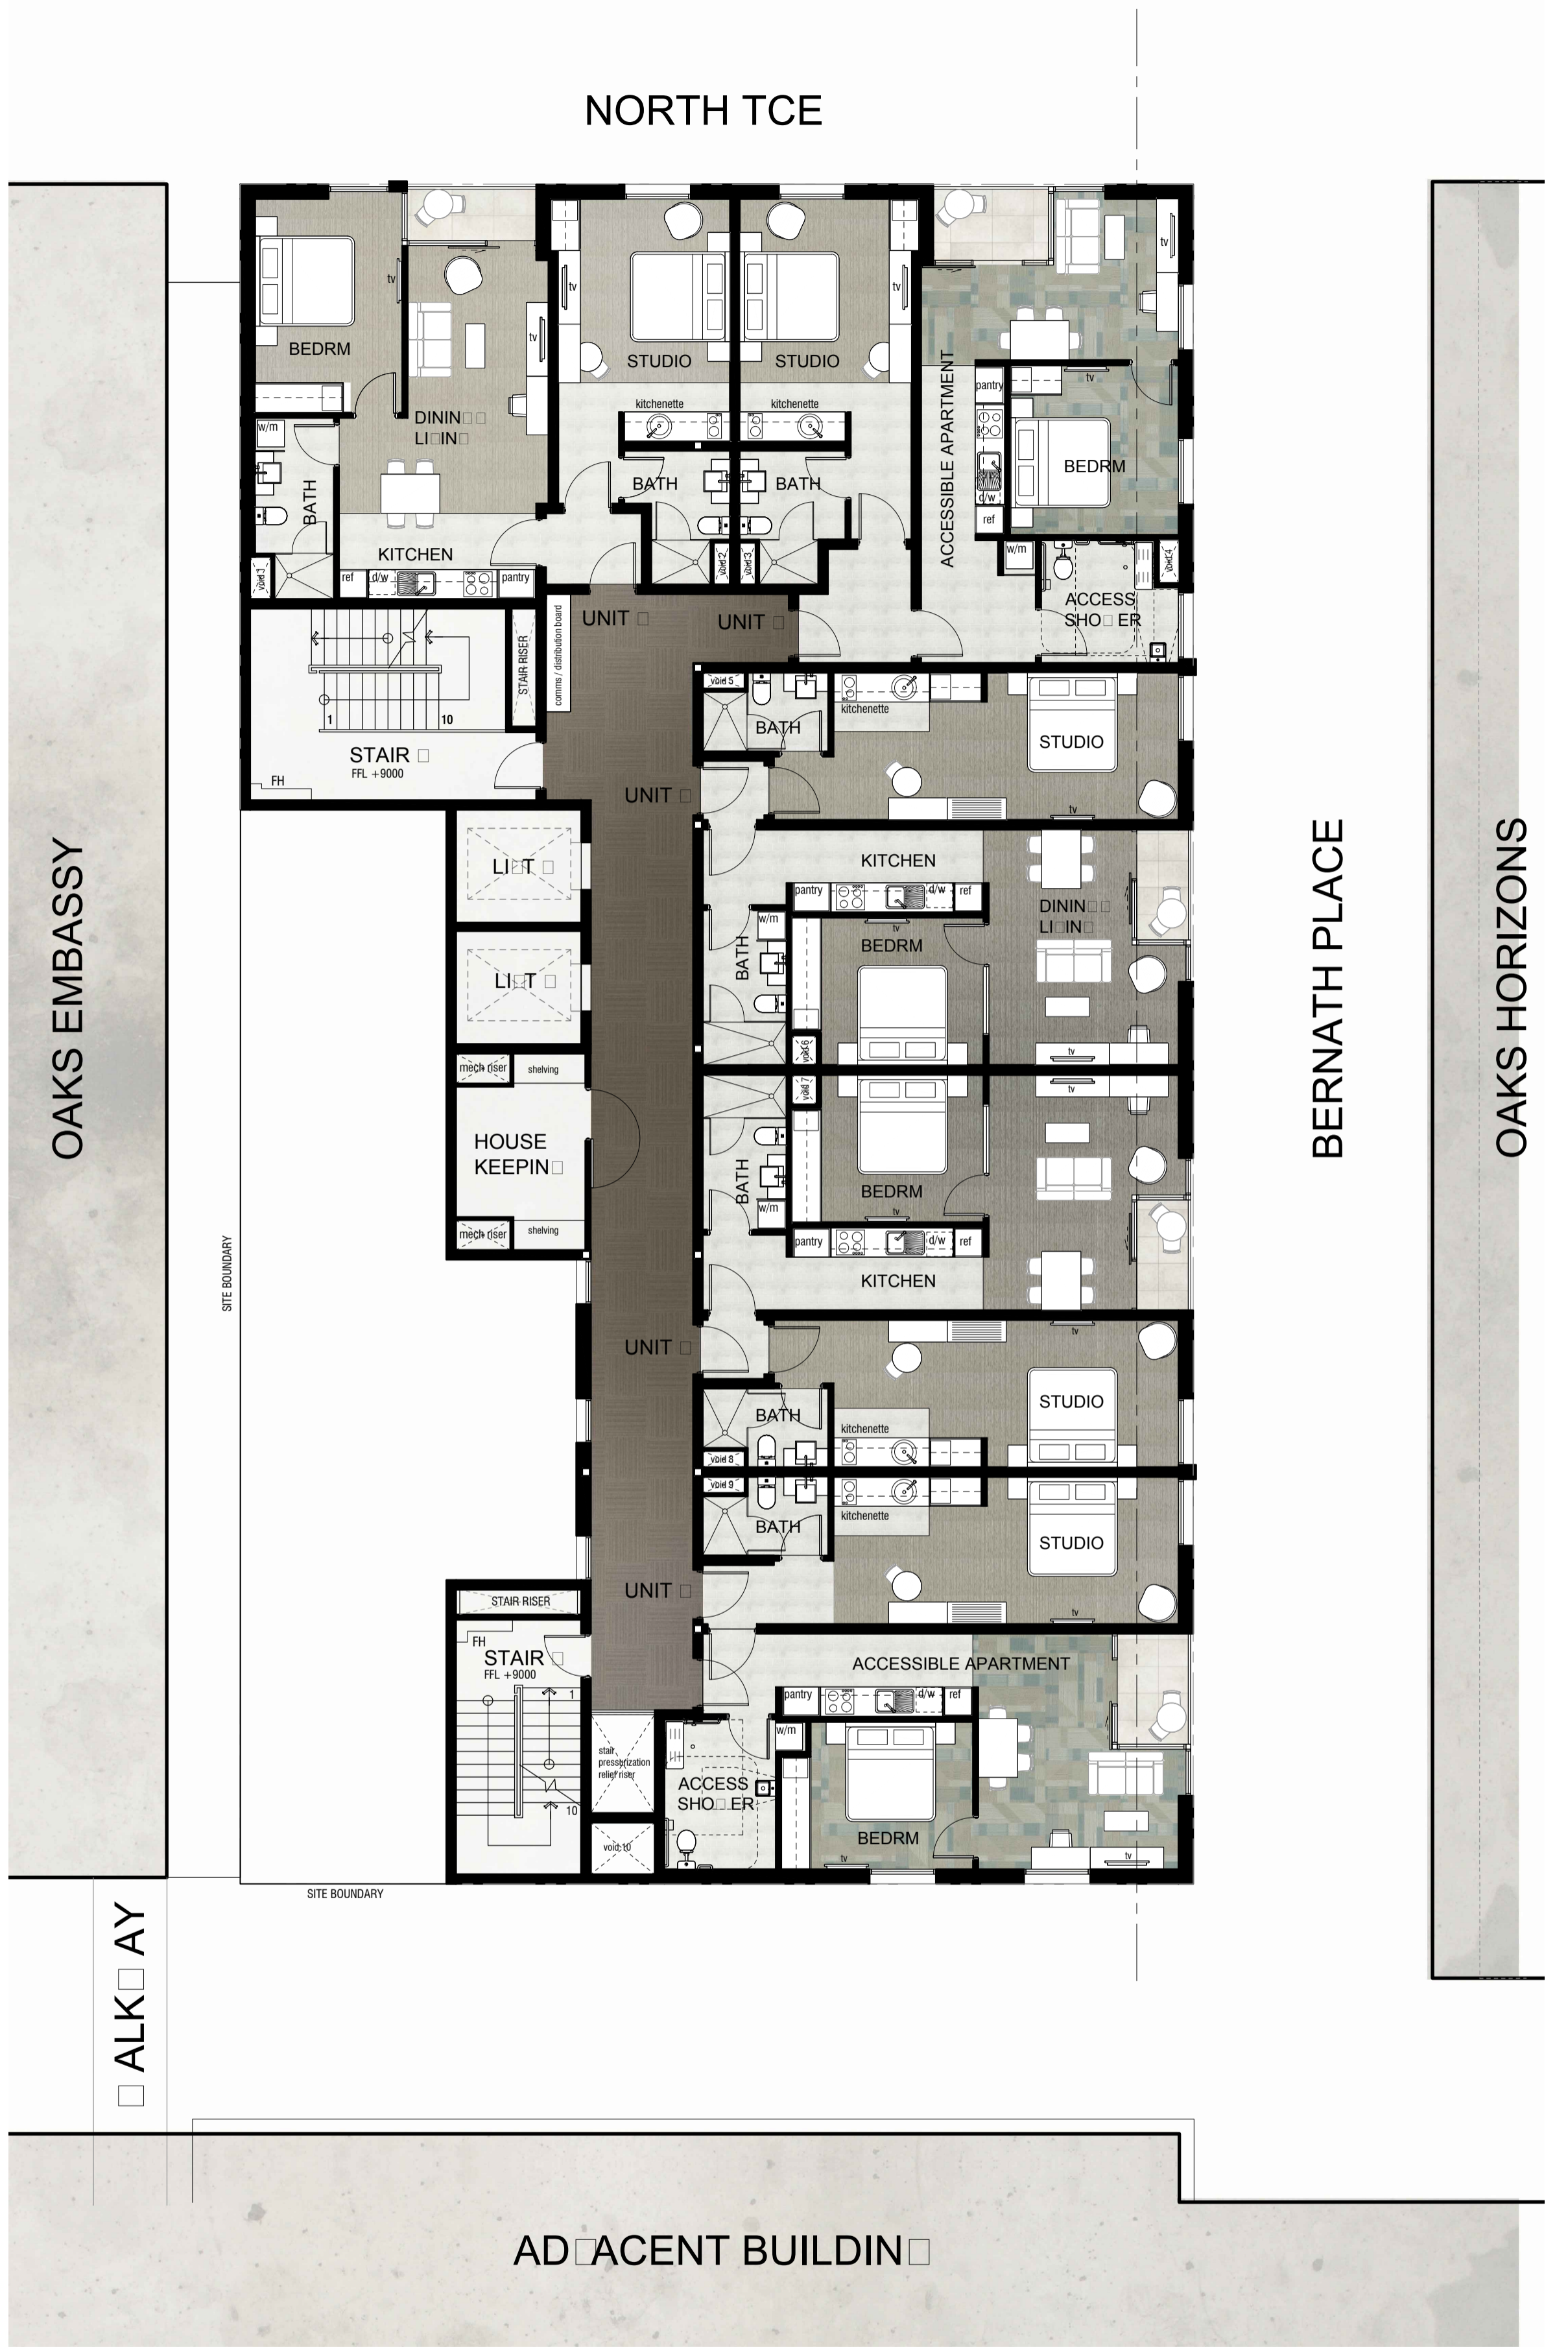 NORTH TCE
tv
BEDRM
tv
DINING□
LI□IN□
w/m
BATH
KITCHEN
void 1
ref
d/w
pantry
tv
STUDIO
kitchenette
BATH
void 2
tv
STUDIO
kitchenette
BATH
void 3
tv
ACCESSIBLE APARTMENT
pantry
tv
BEDRM
d/w
ref
w/m
void 4
ACCESS
SHO□ER
UNIT □
UNIT □
STAIR RISER
comms / distribution board
1
10
STAIR □
FFL +9000
FH
void 5
BATH
kitchenette
STUDIO
tv
UNIT □
LI□T □
LI□T □
KITCHEN
pantry
d/w
ref
w/m
BATH
tv
BEDRM
void 6
DININ□□
LI□IN□
tv
mech riser
shelving
HOUSE
KEEPIN□
mech riser
shelving
void 7
tv
BATH
w/m
BEDRM
tv
pantry
d/w
ref
KITCHEN
UNIT □
tv
STUDIO
BATH
kitchenette
void 8
void 9
BATH
kitchenette
STUDIO
tv
UNIT □
STAIR RISER
FH
STAIR □
FFL +9000
1
10
stair
pressurization
relief riser
void 10
ACCESSIBLE APARTMENT
pantry
d/w
ref
w/m
ACCESS
SHO□ER
BEDRM
tv
tv
SITE BOUNDARY
SITE BOUNDARY
OAKS EMBASSY
BERNATH PLACE
OAKS HORIZONS
□ALK□AY
AD□ACENT BUILDIN□